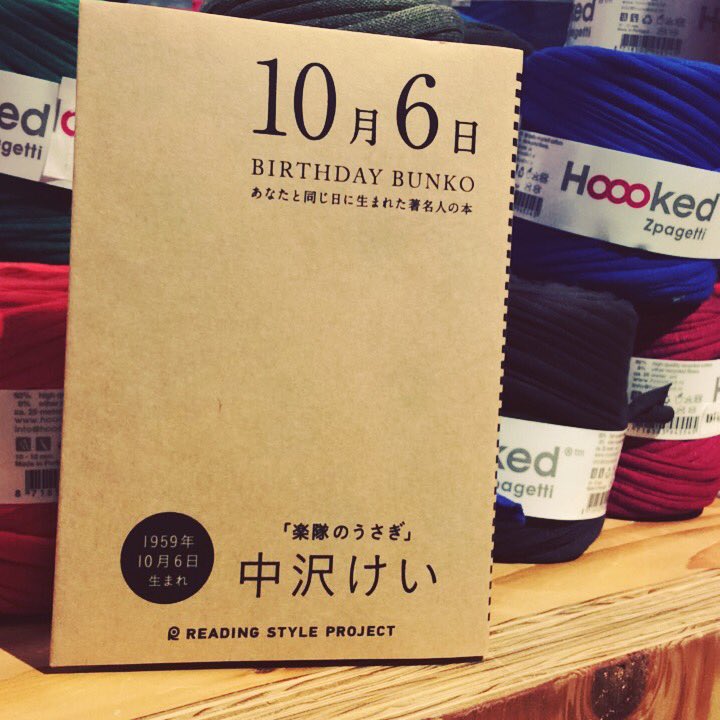 10月6日
BIRTHDAY BUNKO
あなたと同じ日に生まれた著名人の本
1959年
10月6日
生まれ
「楽隊のうさぎ」
中沢けい
READING STYLE PROJECT
Hoooked
Zpagetti
ked
Zpagetti
ed
pagetti